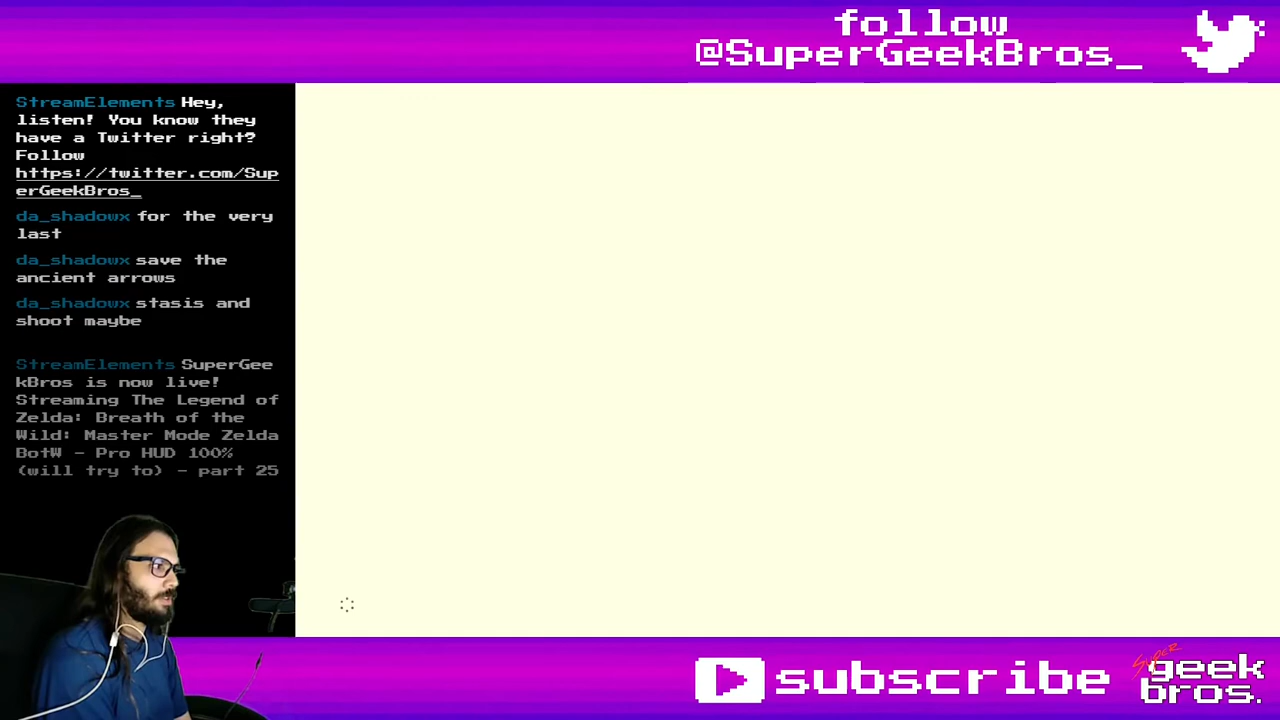 follow
@SuperGeekBros_
StreamElements Hey,
listen! You know they
have a Twitter right?
Follow
https://twitter.com/Sup
erGeekBros_
da_shadowx for the very
last
da_shadowx save the
ancient arrows
da_shadowx stasis and
shoot maybe
StreamElements SuperGee
kBros is now live!
Streaming The Legend of
Zelda: Breath of the
Wild: Master Mode Zelda
BotW - Pro HUD 100%
(will try to) - part 25
subscribe
SUPER
geek
bros.